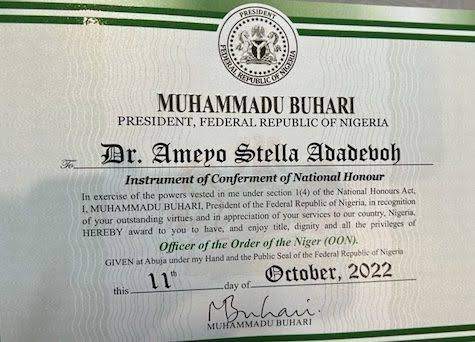 PRESIDENT
FEDERAL REPUBLIC OF NIGERIA
MUHAMMADU BUHARI
PRESIDENT, FEDERAL REPUBLIC OF NIGERIA
To Dr. Ameyo Stella Adadevoh
Instrument of Conferment of National Honour
In exercise of the powers vested in me under section 1(4) of the National Honours Act,
I, MUHAMMADU BUHARI, President of the Federal Republic of Nigeria, in recognition
of your outstanding virtues and in appreciation of your services to our country, Nigeria,
HEREBY award to you to have, and enjoy title, dignity and all the privileges of
Officer of the Order of the Niger (OON).
GIVEN at Abuja under my Hand and the Public Seal of the Federal Republic of Nigeria
this 11th day of October, 2022
MBuhari.
MUHAMMADU BUHARI